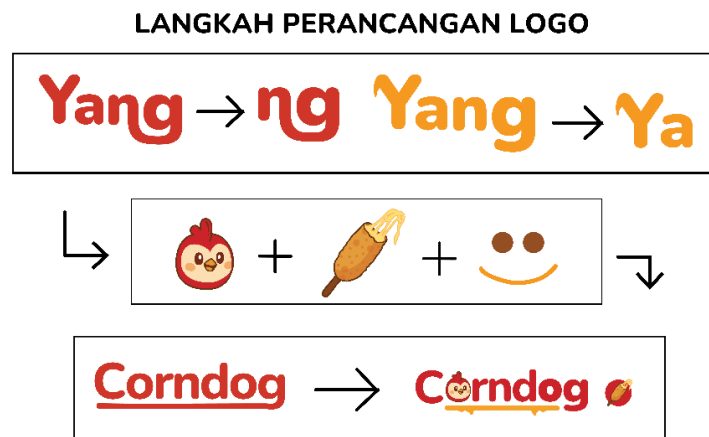 LANGKAH PERANCANGAN LOGO
Yang → ng Yang → Ya
+ +
Corndog → Corndog